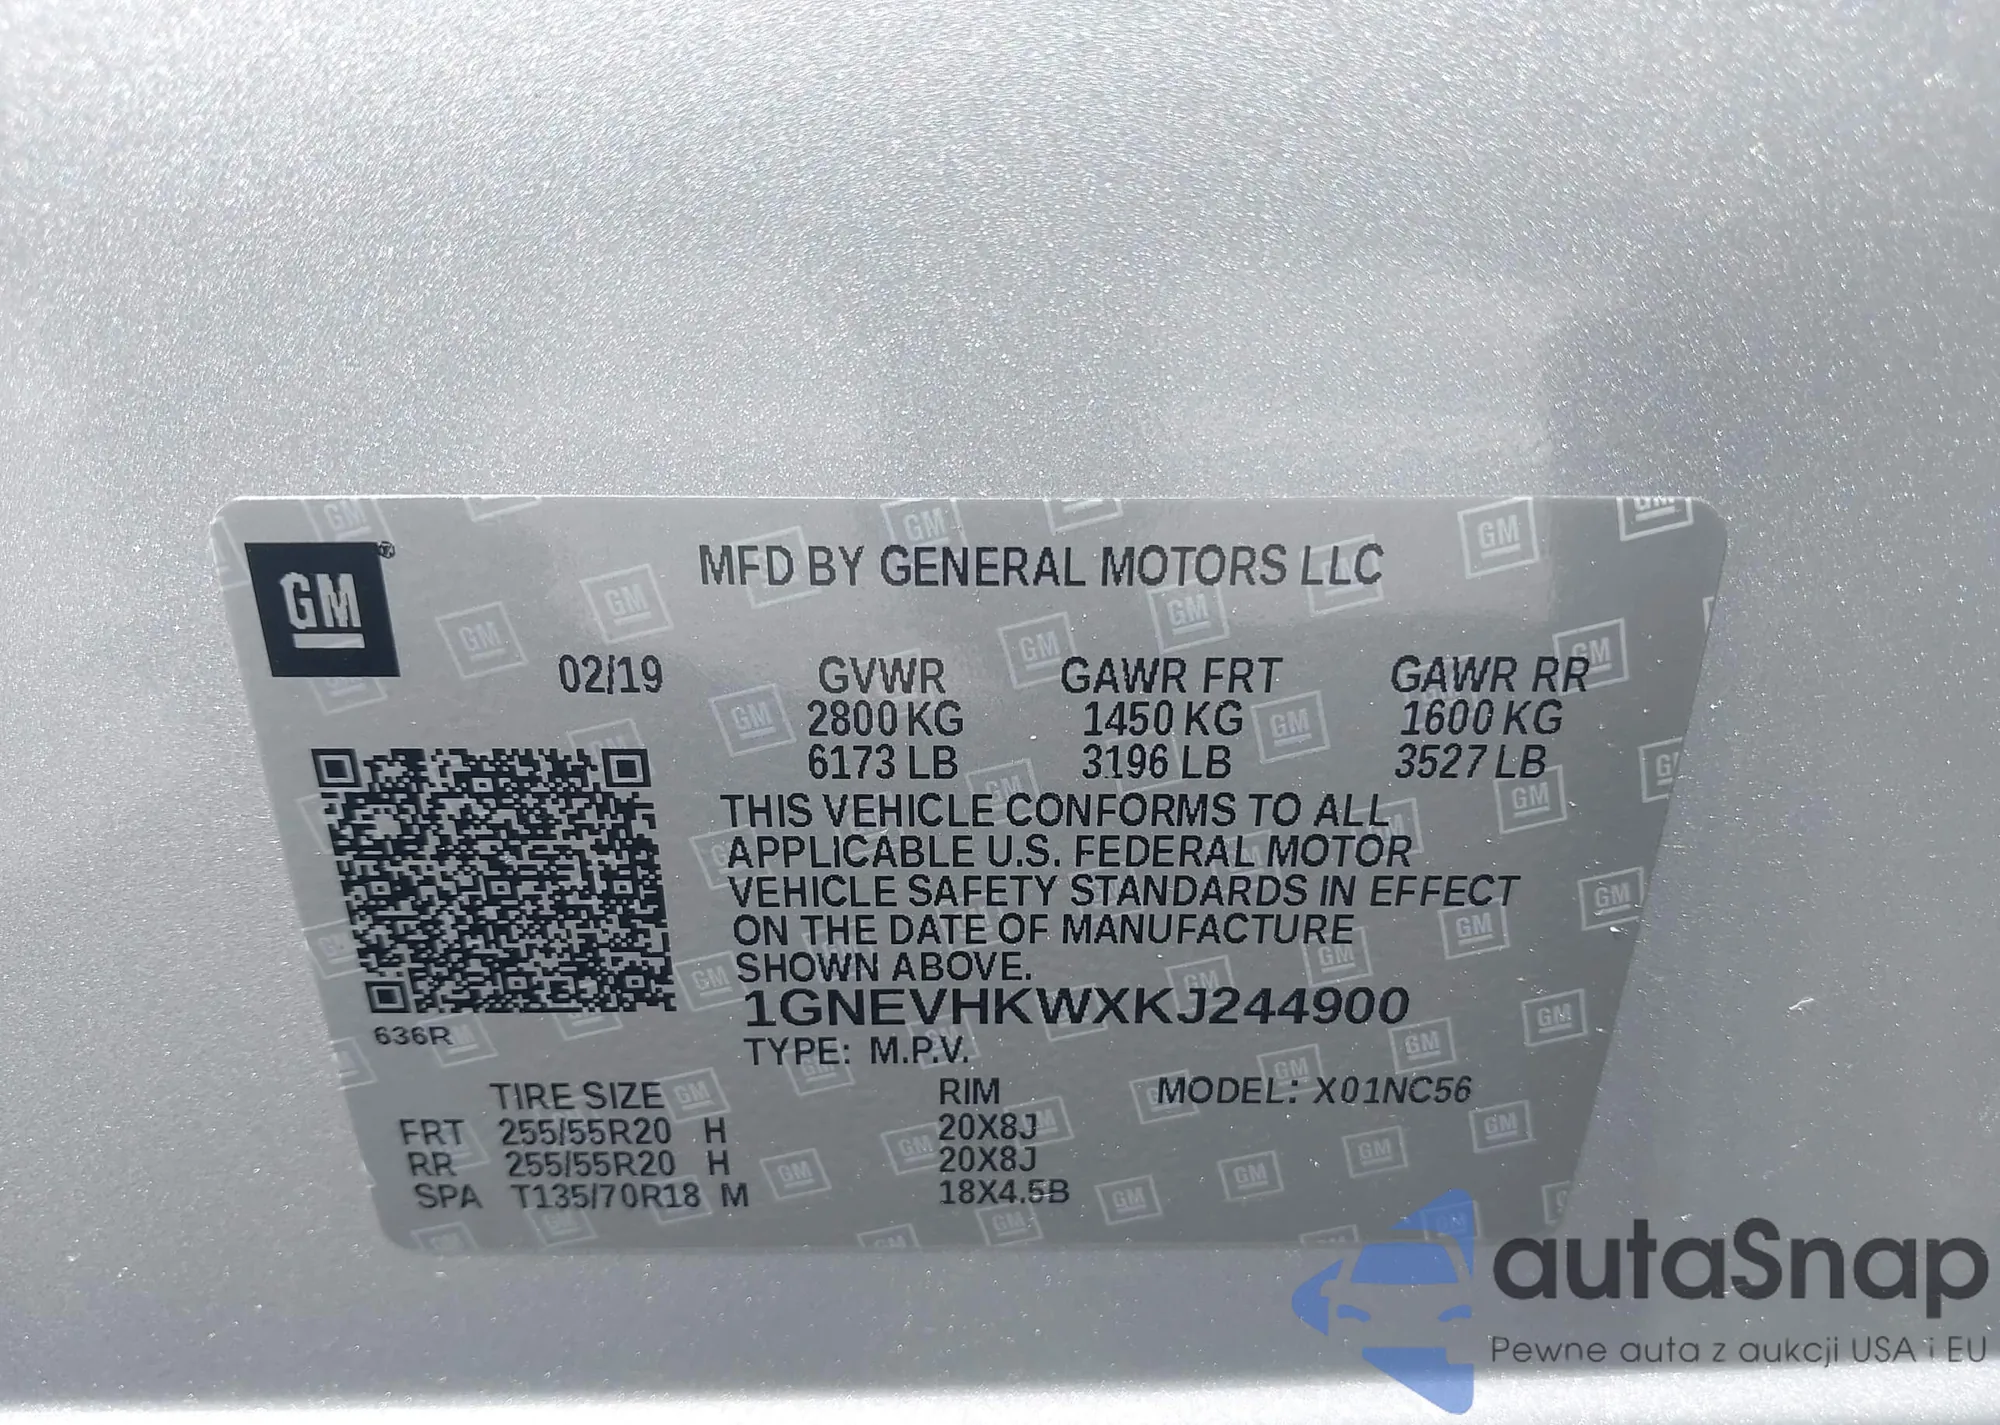 GM®
MFD BY GENERAL MOTORS LLC
02/19 GVWR GAWR FRT GAWR RR
2800 KG 1450 KG 1600 KG
6173 LB 3196 LB 3527 LB
THIS VEHICLE CONFORMS TO ALL
APPLICABLE U.S. FEDERAL MOTOR
VEHICLE SAFETY STANDARDS IN EFFECT
ON THE DATE OF MANUFACTURE
SHOWN ABOVE.
1GNEVHKWXKJ244900
636R
TYPE: M.P.V.
TIRE SIZE RIM MODEL: X01NC56
FRT 255/55R20 H 20X8J
RR 255/55R20 H 20X8J
SPA T135/70R18 M 18X4.5B
autaSnap
Pewne auta z aukcji USA i EU